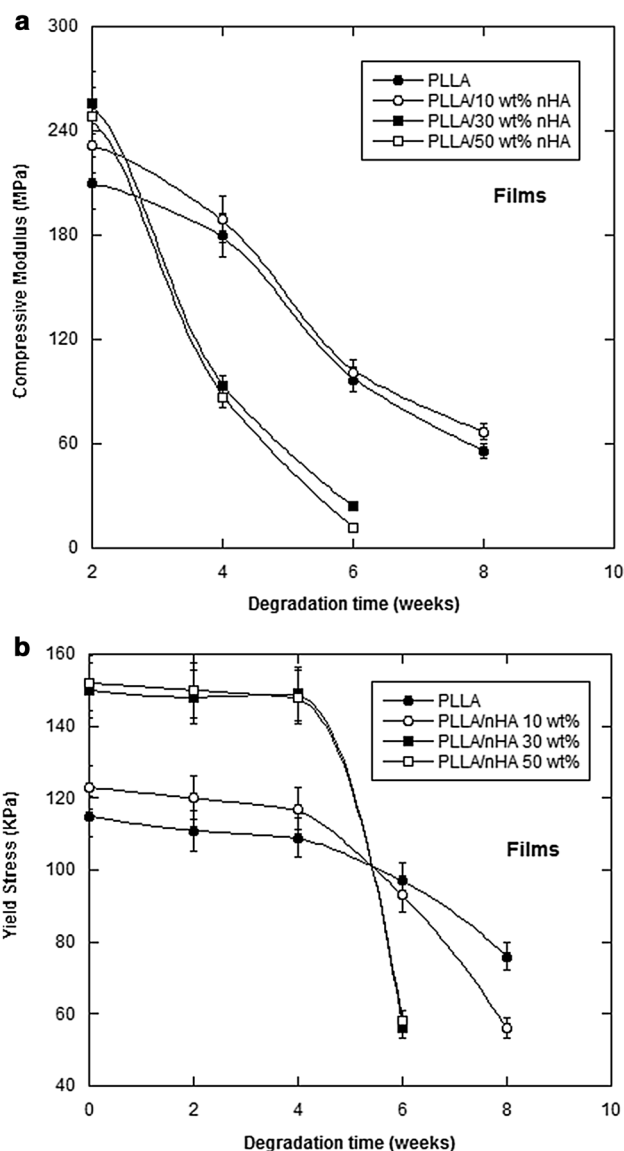 a
300
240
180
120
60
0
Compressive Modulus (MPa)
PLLA
PLLA/10 wt% nHA
PLLA/30 wt% nHA
PLLA/50 wt% nHA
Films
2
4
6
8
10
Degradation time (weeks)
b
160
140
120
100
80
60
40
Yield Stress (KPa)
PLLA
PLLA/nHA 10 wt%
PLLA/nHA 30 wt%
PLLA/nHA 50 wt%
Films
0
2
4
6
8
10
Degradation time (weeks)